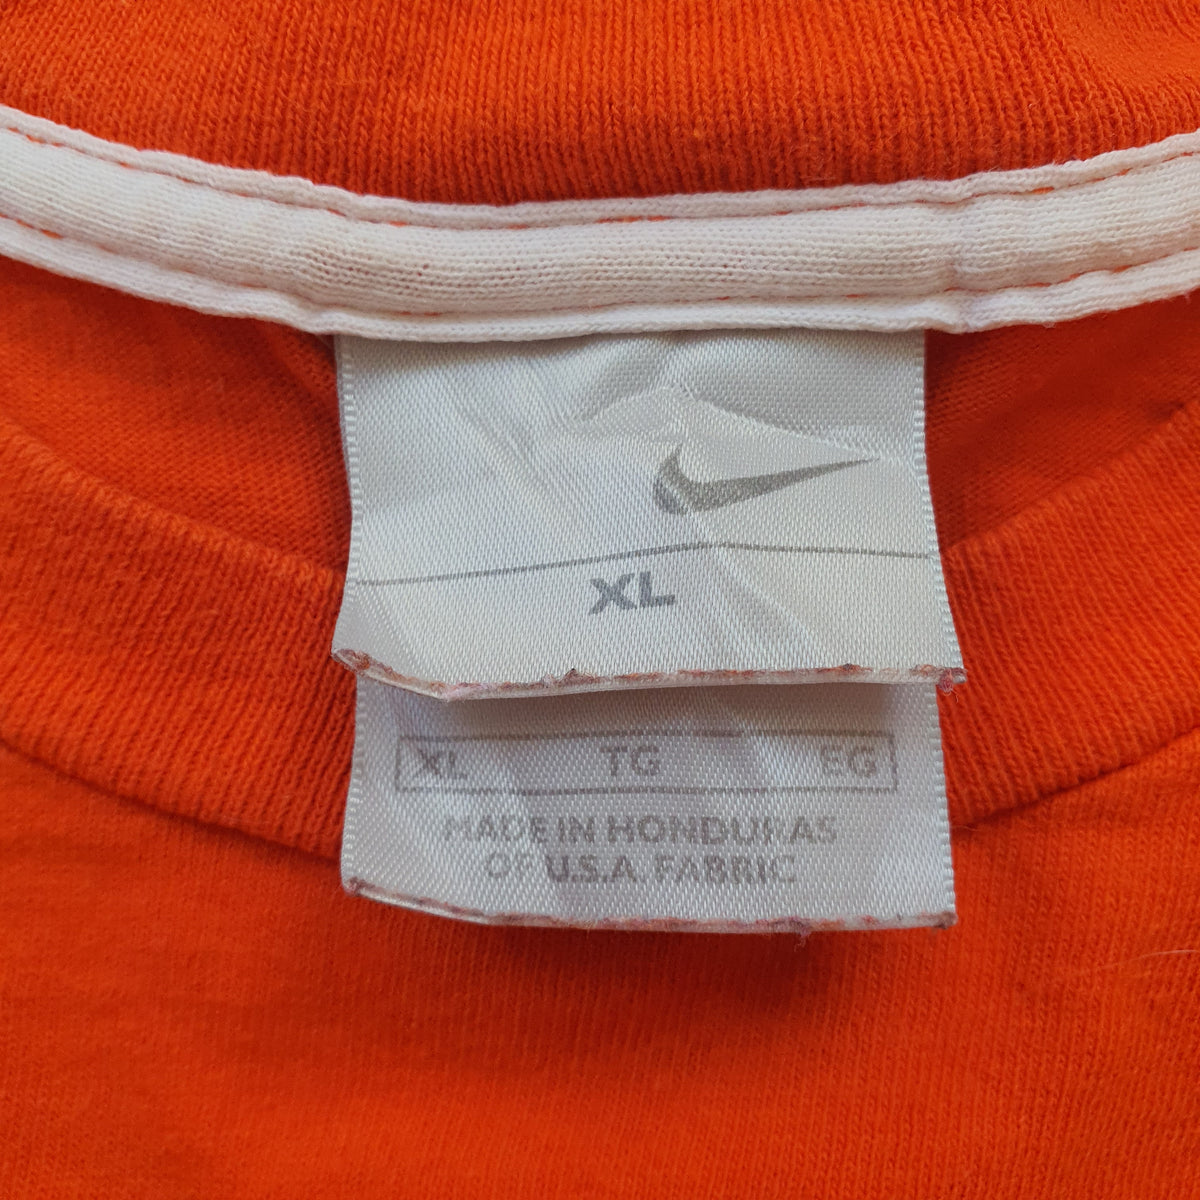 XL
XL TG EG
MADE IN HONDURAS
OF U.S.A. FABRIC